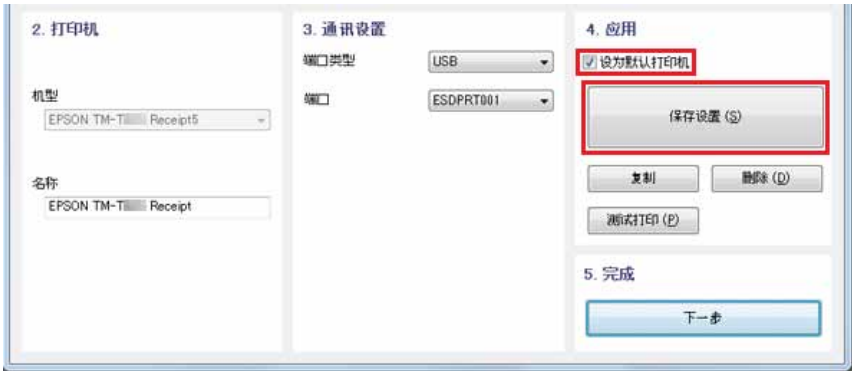 2. 打印机
机型
EPSON TM-T Receipt5
名称
EPSON TM-T Receipt
3. 通讯设置
端口类型
USB
端口
ESDPRT001
4. 应用
设为默认打印机
保存设置 (S)
复制
删除 (D)
测试打印 (P)
5. 完成
下一步